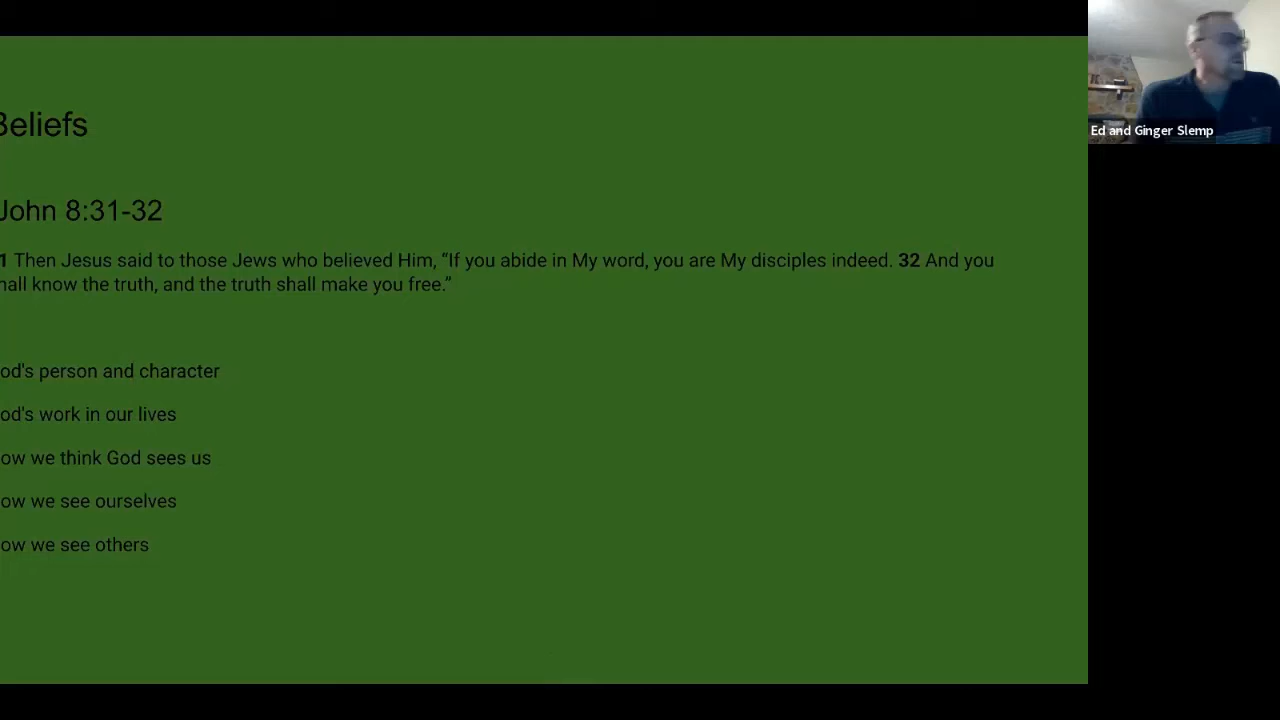 Beliefs
John 8:31-32
1 Then Jesus said to those Jews who believed Him, “If you abide in My word, you are My disciples indeed. 32 And you
hall know the truth, and the truth shall make you free.”
od's person and character
od's work in our lives
ow we think God sees us
ow we see ourselves
ow we see others
Ed and Ginger Slemp